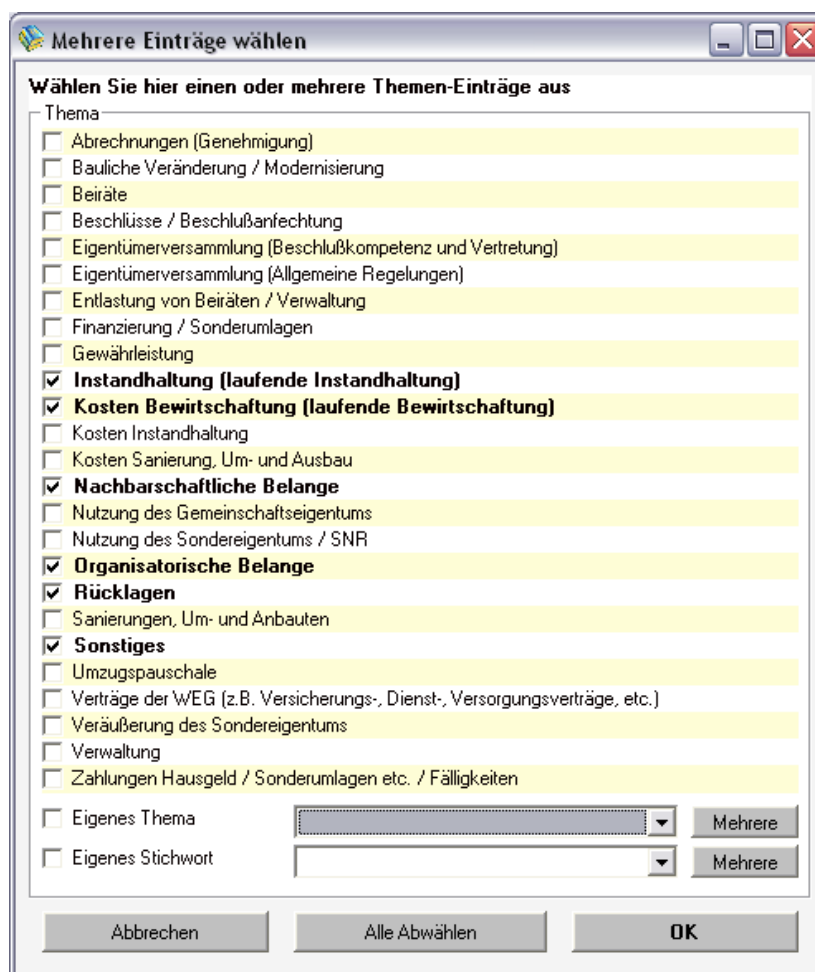 Mehrere Einträge wählen
Wählen Sie hier einen oder mehrere Themen-Einträge aus
Thema
Abrechnungen (Genehmigung)
Bauliche Veränderung / Modernisierung
Beiräte
Beschlüsse / Beschlußanfechtung
Eigentümerversammlung (Beschlußkompetenz und Vertretung)
Eigentümerversammlung (Allgemeine Regelungen)
Entlastung von Beiräten / Verwaltung
Finanzierung / Sonderumlagen
Gewährleistung
Instandhaltung (laufende Instandhaltung)
Kosten Bewirtschaftung (laufende Bewirtschaftung)
Kosten Instandhaltung
Kosten Sanierung, Um- und Ausbau
Nachbarschaftliche Belange
Nutzung des Gemeinschaftseigentums
Nutzung des Sondereigentums / SNR
Organisatorische Belange
Rücklagen
Sanierungen, Um- und Anbauten
Sonstiges
Umzugspauschale
Verträge der WEG (z.B. Versicherungs-, Dienst-, Versorgungsverträge, etc.)
Veräußerung des Sondereigentums
Verwaltung
Zahlungen Hausgeld / Sonderumlagen etc. / Fälligkeiten
Eigenes Thema Mehrere
Eigenes Stichwort Mehrere
Abbrechen Alle Abwählen OK